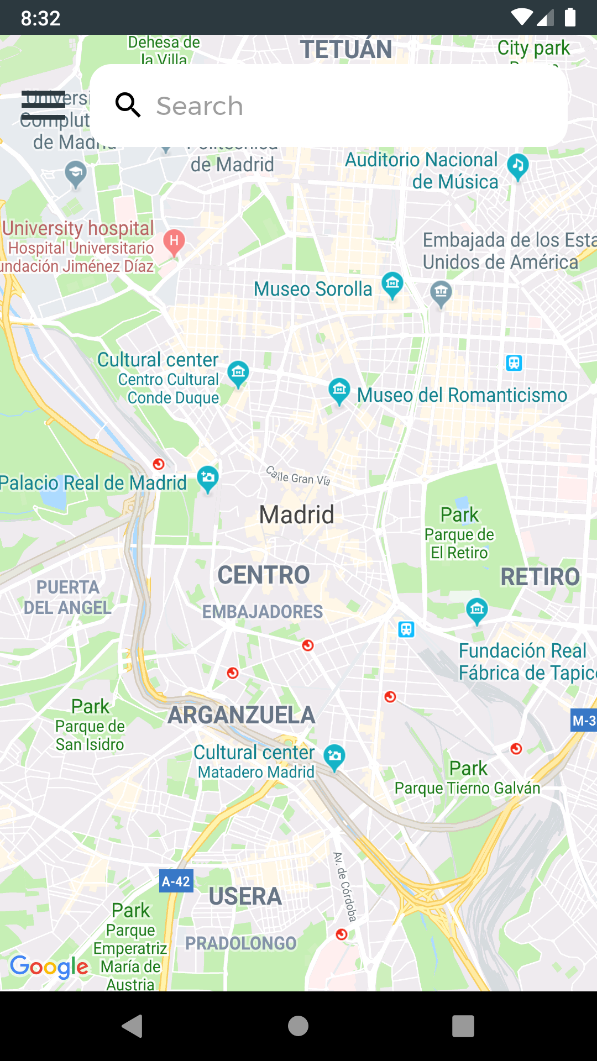 8:32
Dehesa de
la Villa
TETUÁN
City park
Search
de Madrid
de Madrid
Auditorio Nacional
de Música
University hospital
Hospital Universitario
Jiménez Díaz
H
Embajada de los
Unidos de América
Museo Sorolla
Cultural center
Centro Cultural
Conde Duque
Museo del Romanticismo
Palacio Real de Madrid
Calle Gran Vía
Madrid
Park
Parque de
El Retiro
CENTRO
RETIRO
PUERTA
DEL ANGEL
EMBAJADORES
Fundación Real
Fábrica de
Park
Parque de
San Isidro
ARGANZUELA
M-3
Cultural center
Matadero Madrid
Park
Parque Tierno Galván
A-42
Av. de Córdoba
USERA
Park
Parque
Emperatriz
María de
Austria
PRADOLONGO
Google